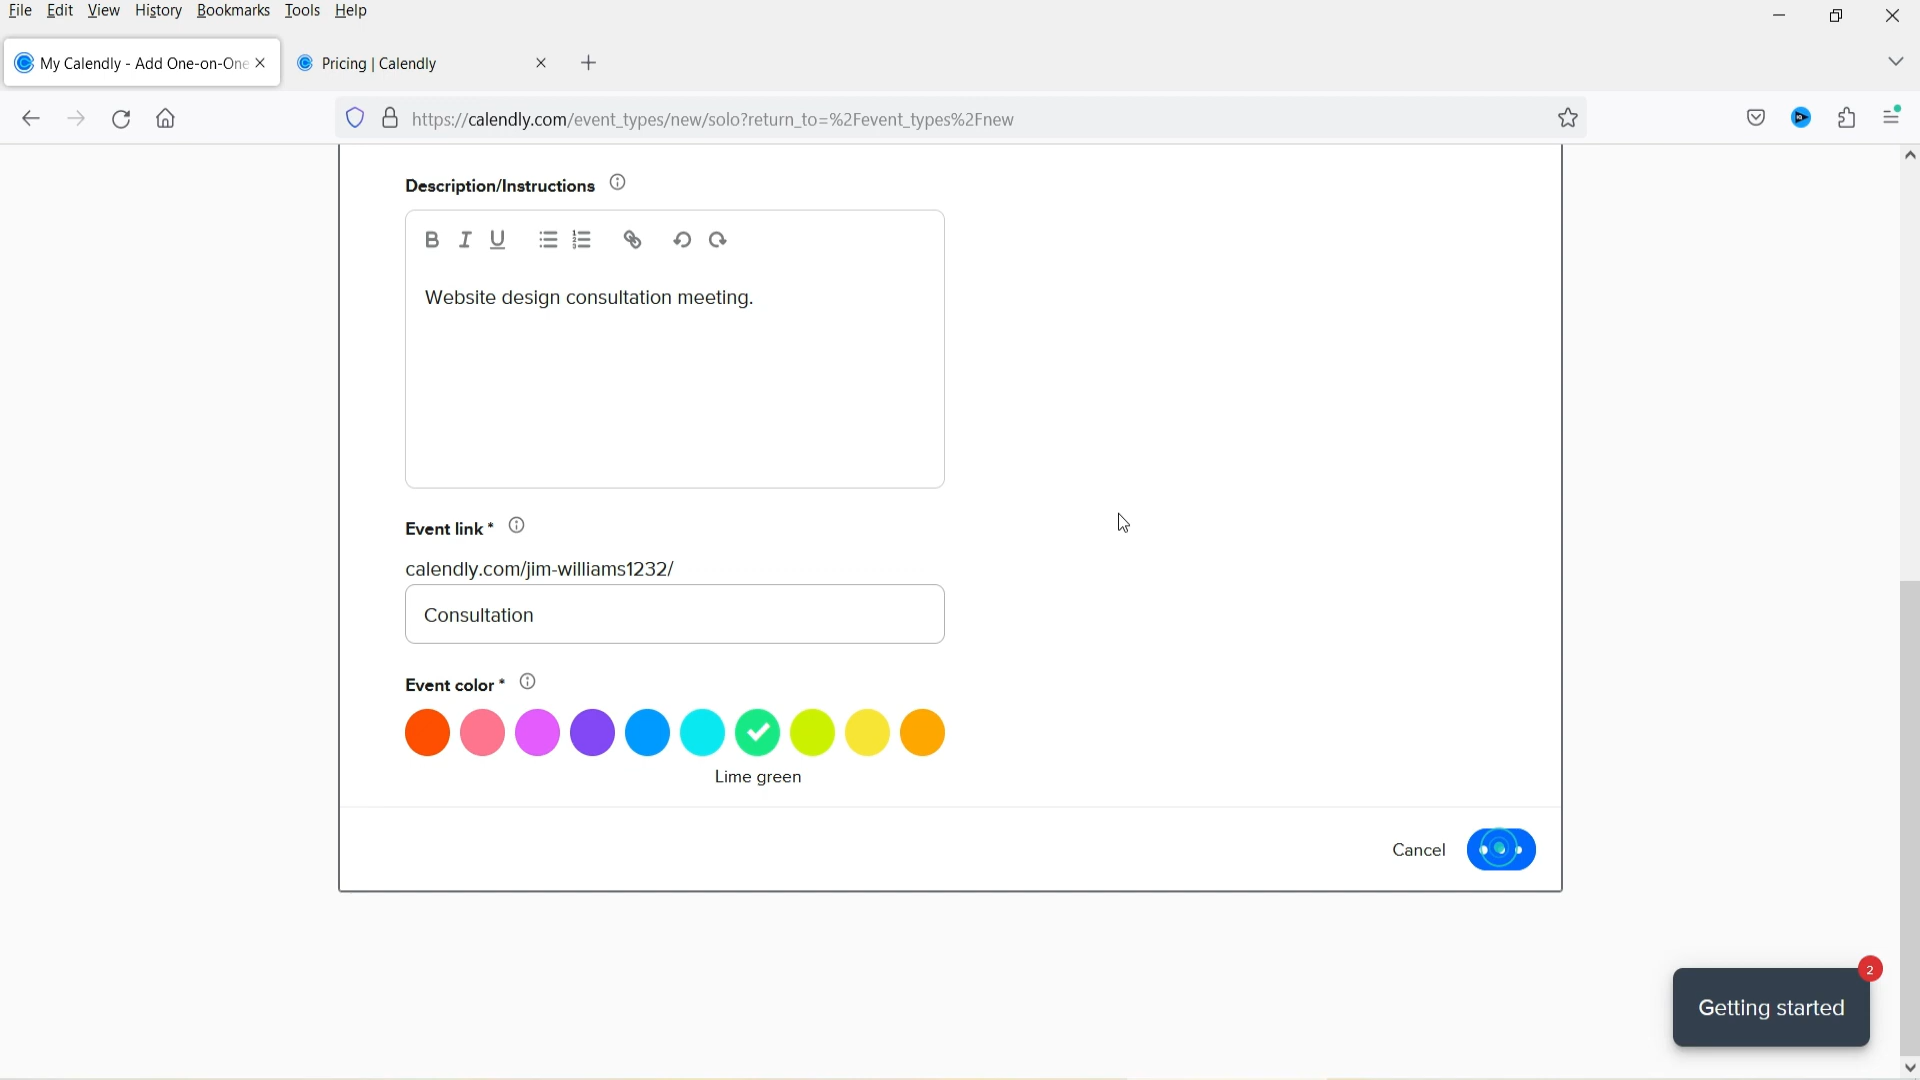 File Edit View History Bookmarks Tools Help
My Calendly - Add One-on-One
Pricing | Calendly
https://calendly.com/event_types/new/solo?return_to=%2Fevent_types%2Fnew
Description/Instructions
Website design consultation meeting.
Event link *
calendly.com/jim-williams1232/
Consultation
Event color *
Lime green
Cancel
2
Getting started